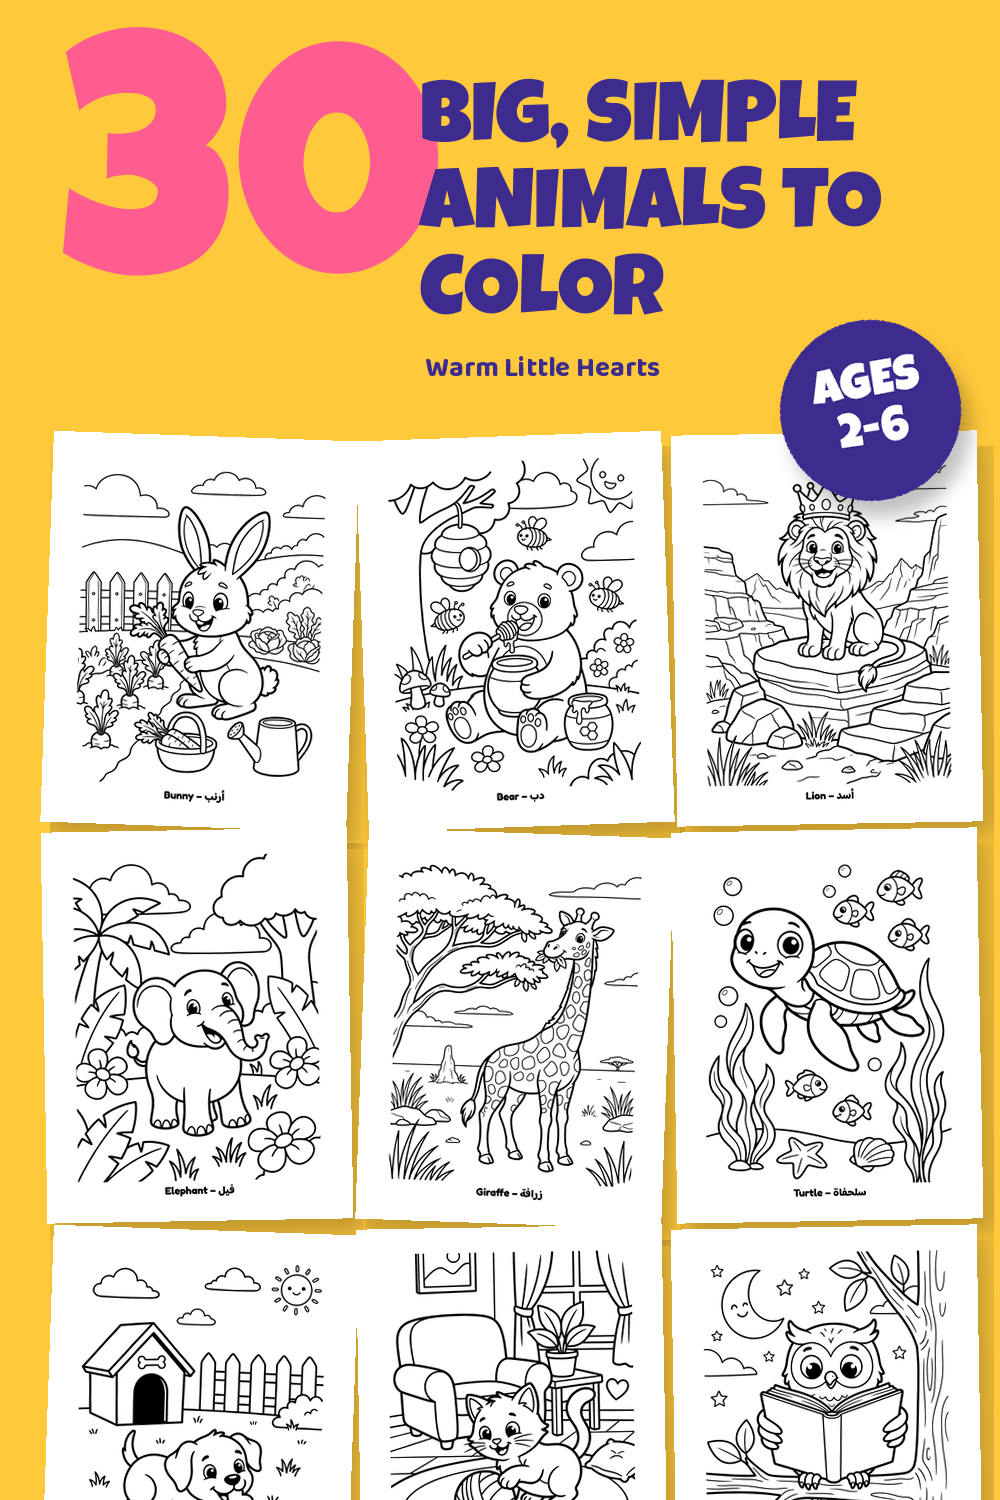 30
BIG, SIMPLE
ANIMALS TO
COLOR
Warm Little Hearts
AGES
2-6
Bunny – أرنب
Bear – دب
Lion – أسد
Elephant – فيل
Giraffe – زرافة
Turtle – سلحفاة